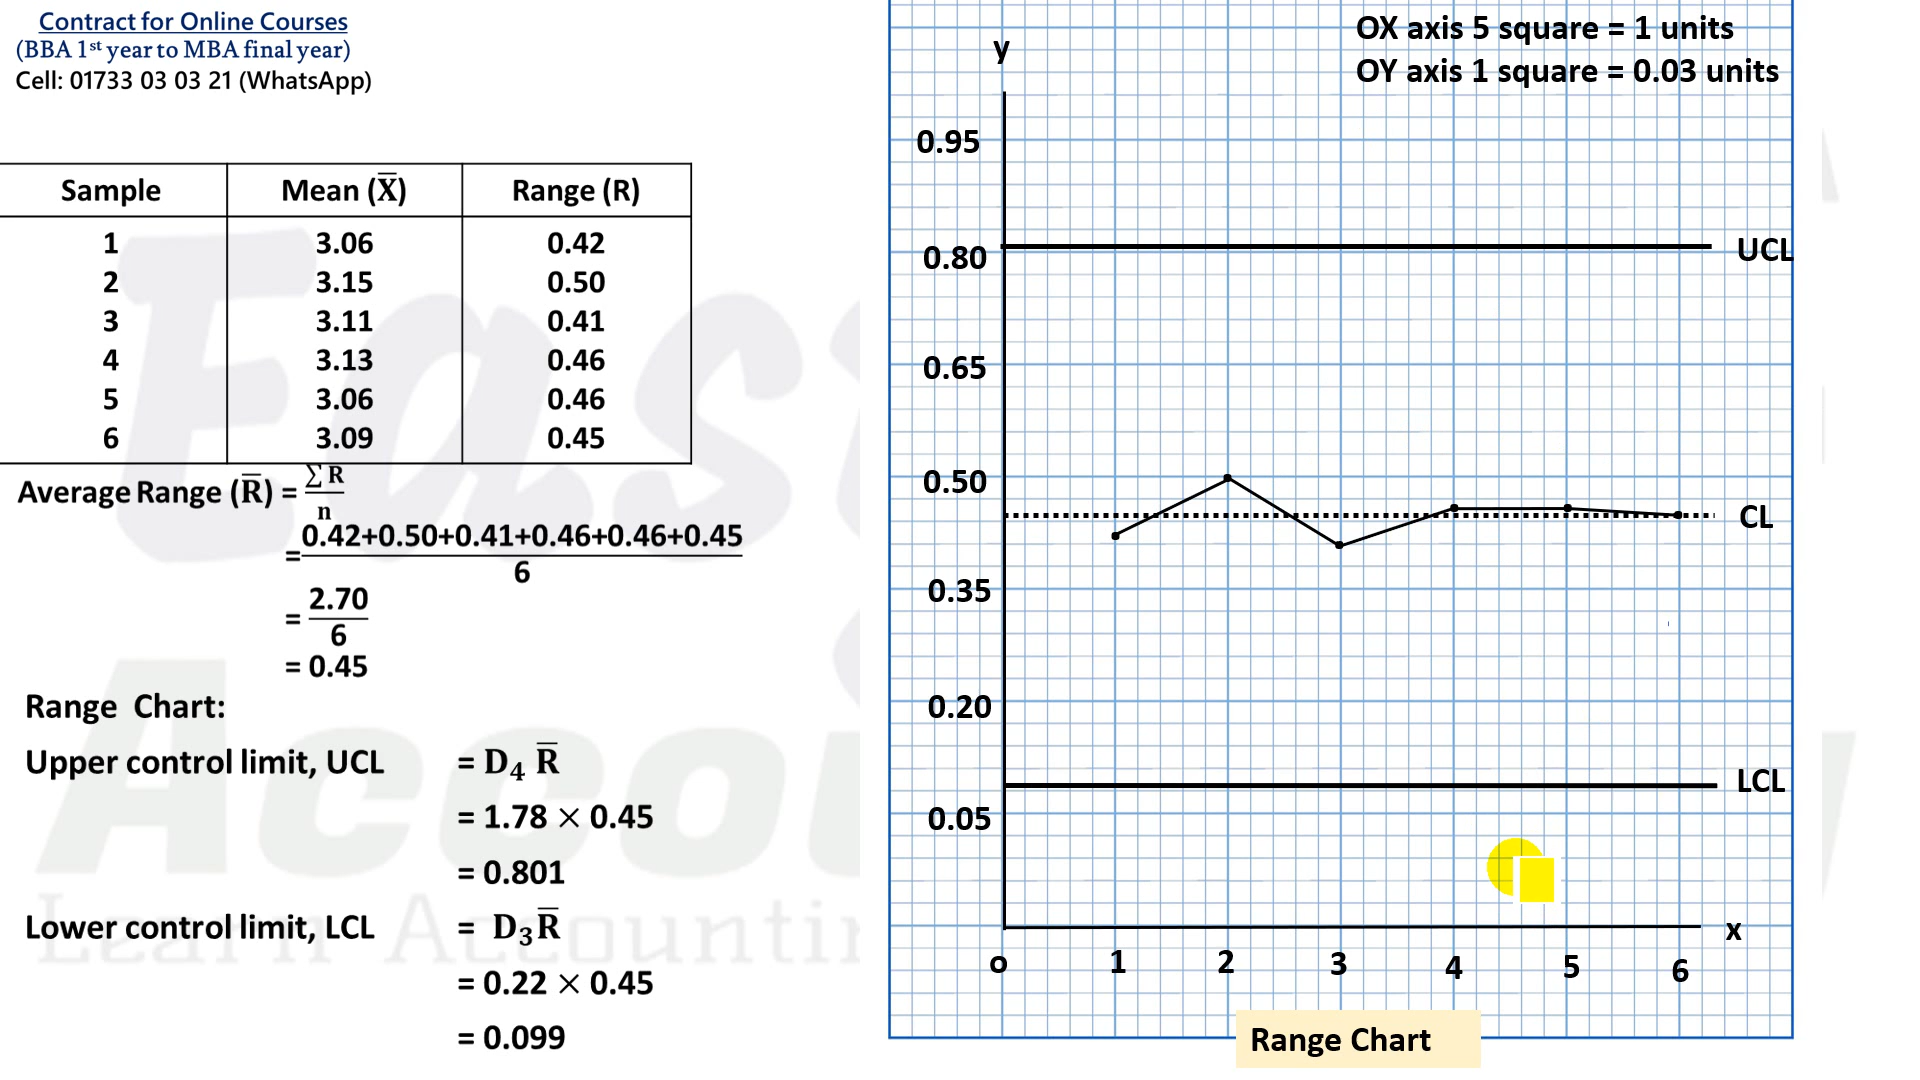 Contract for Online Courses
(BBA 1st year to MBA final year)
Cell: 01733 03 03 21 (WhatsApp)
Sample Mean (X̅) Range (R)
1 3.06 0.42
2 3.15 0.50
3 3.11 0.41
4 3.13 0.46
5 3.06 0.46
6 3.09 0.45
Average Range (R̅) = ∑ R / n
= 0.42+0.50+0.41+0.46+0.46+0.45 / 6
= 2.70 / 6
= 0.45
Range Chart:
Upper control limit, UCL = D₄ R̅
= 1.78 × 0.45
= 0.801
Lower control limit, LCL = D₃ R̅
= 0.22 × 0.45
= 0.099
OX axis 5 square = 1 units
OY axis 1 square = 0.03 units
y
0.95
0.80
UCL
0.65
0.50
CL
0.35
0.20
LCL
0.05
x
o 1 2 3 4 5 6
Range Chart
Learn Accountin